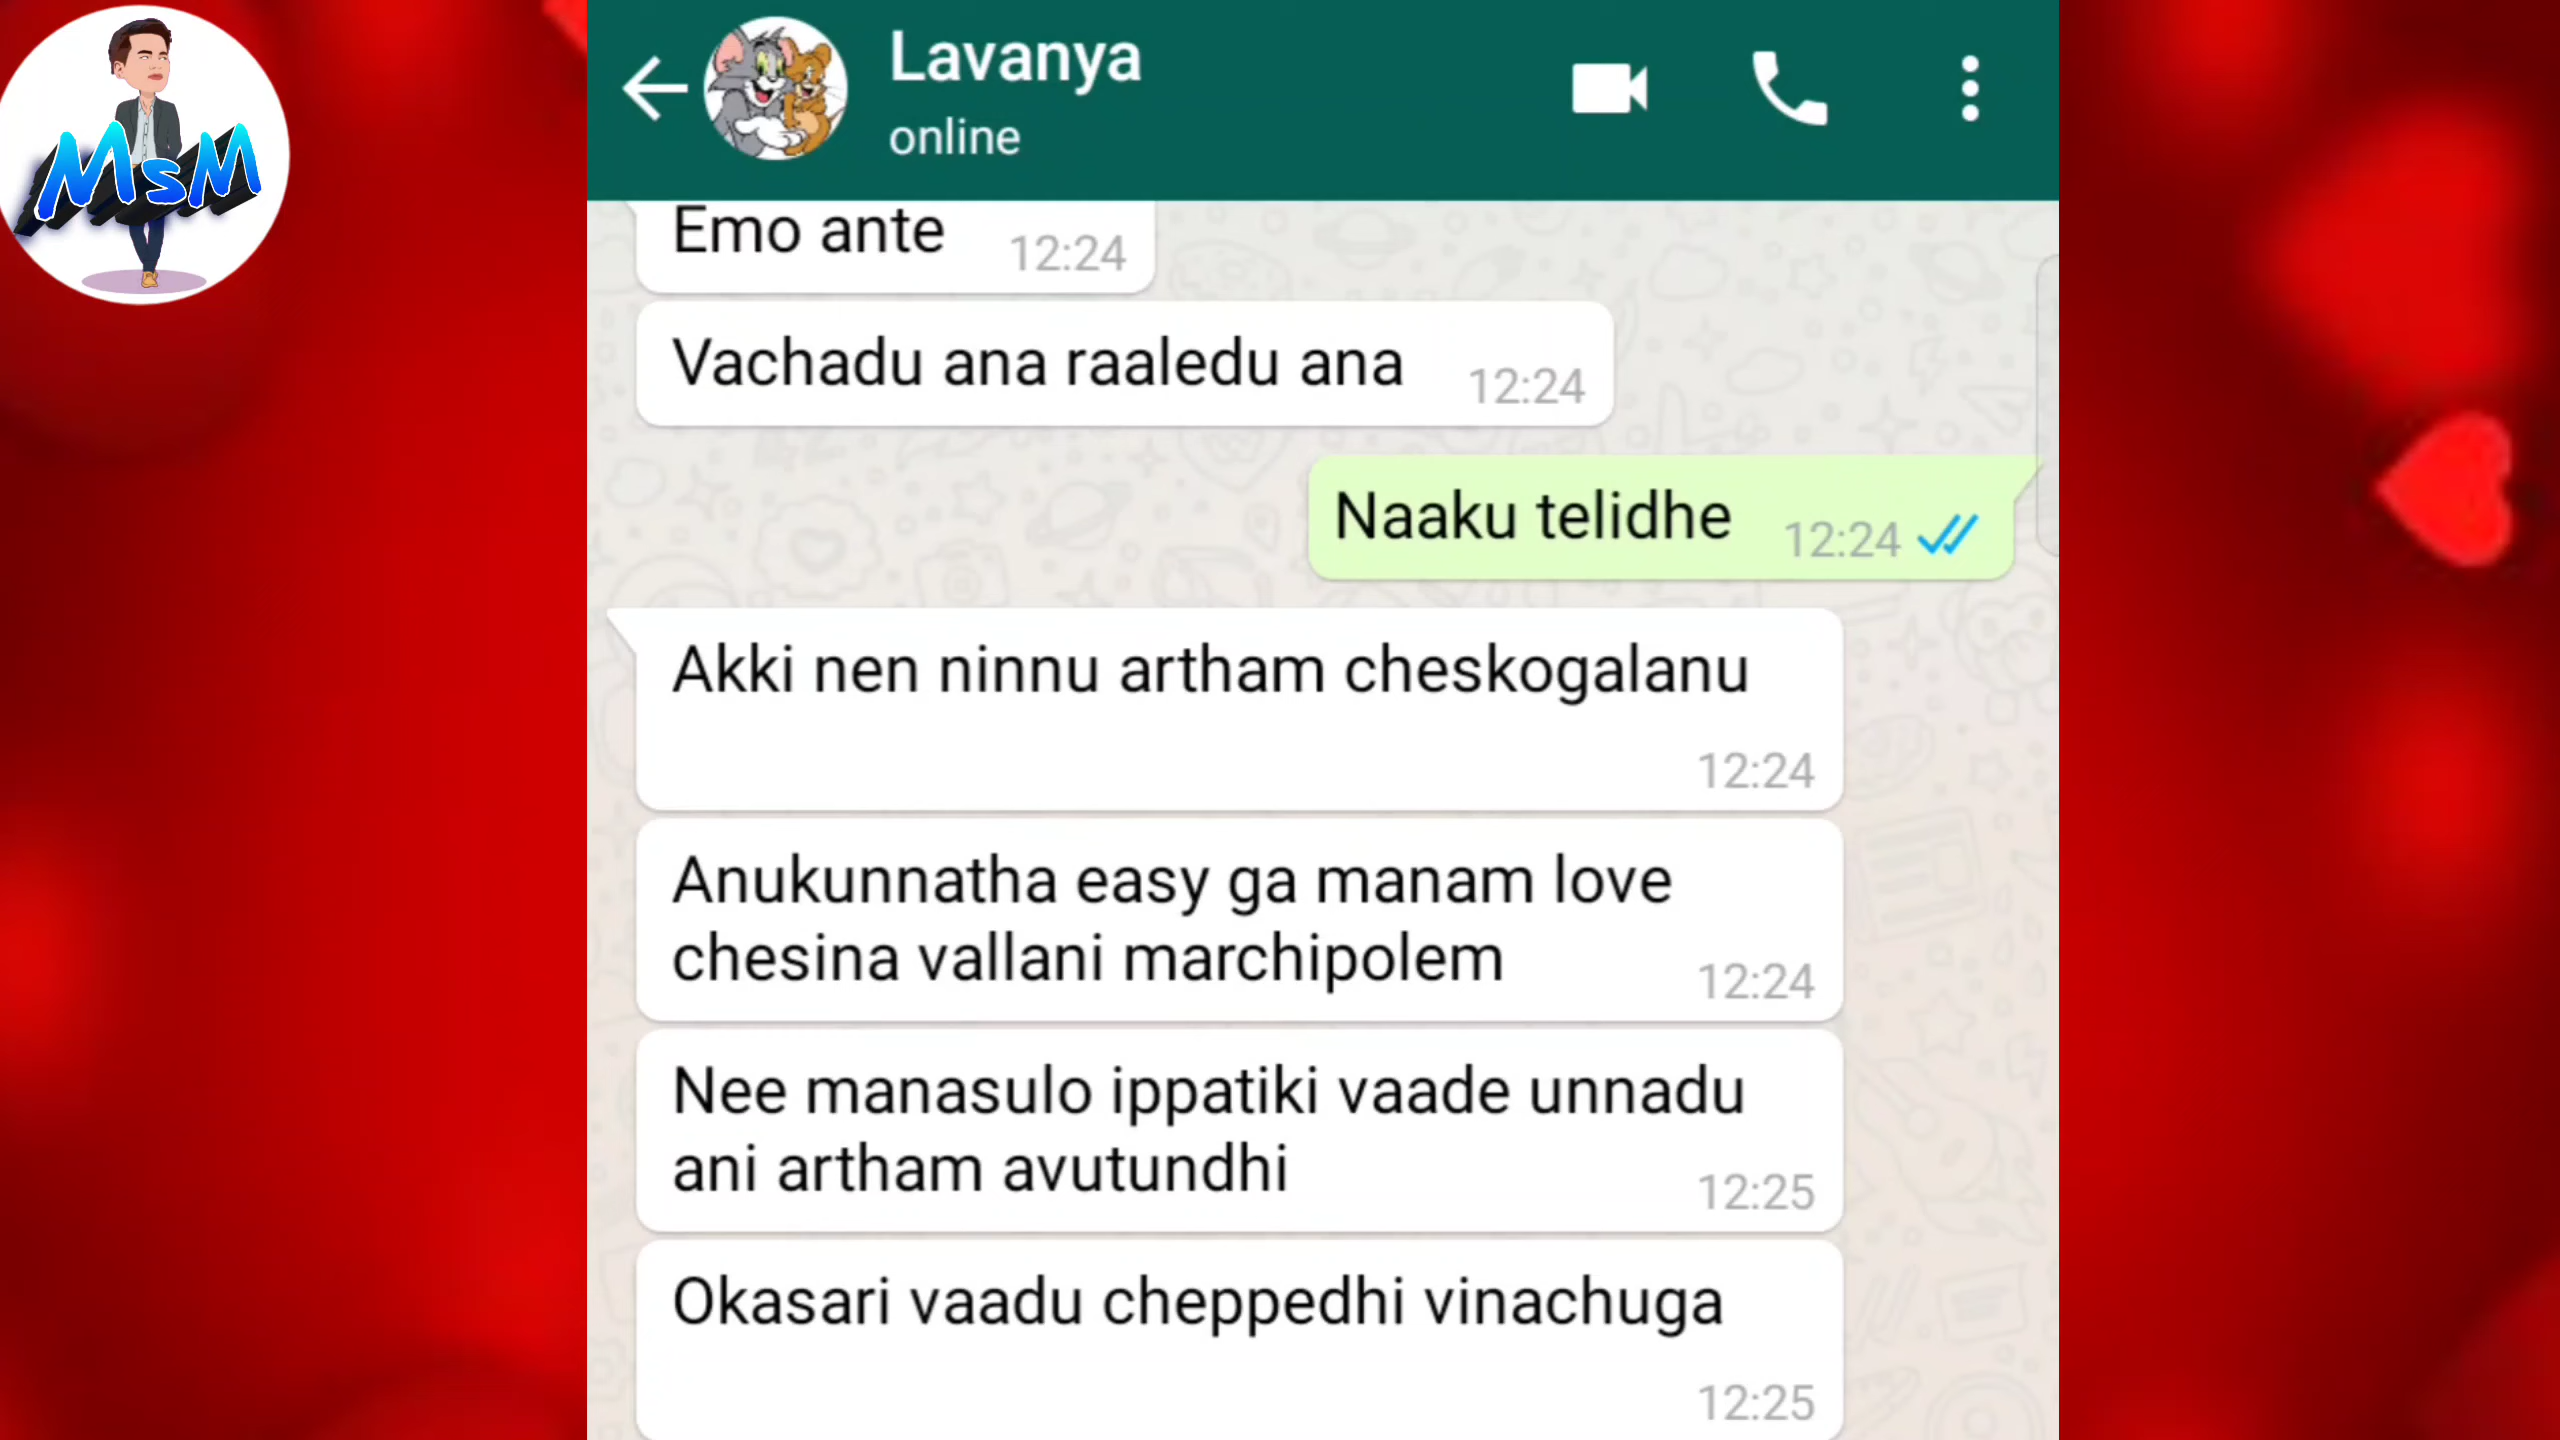 MsM
Lavanya
online
Emo ante 12:24
Vachadu ana raaledu ana 12:24
Naaku telidhe 12:24
Akki nen ninnu artham cheskogalanu
12:24
Anukunnatha easy ga manam love
chesina vallani marchipolem 12:24
Nee manasulo ippatiki vaade unnadu
ani artham avutundhi 12:25
Okasari vaadu cheppedhi vinachuga
12:25